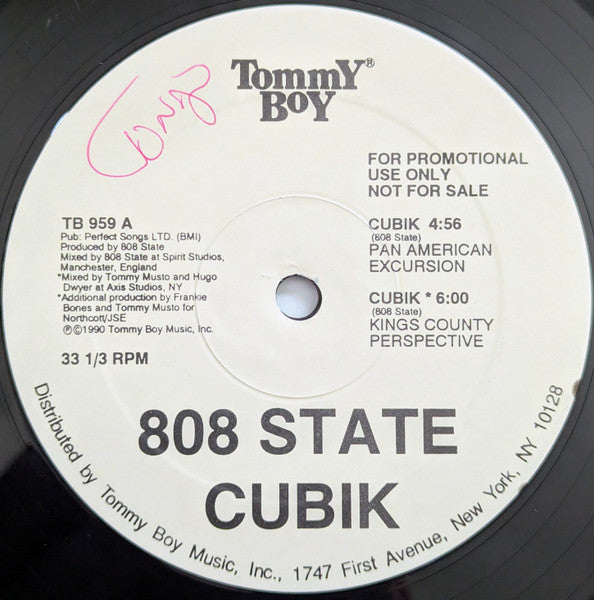 Tommy®
Boy
FOR PROMOTIONAL
USE ONLY
NOT FOR SALE
TB 959 A
Pub: Perfect Songs LTD. (BMI)
Produced by 808 State
Mixed by 808 State at Spirit Studios,
Manchester, England
*Mixed by Tommy Musto and Hugo
Dwyer at Axis Studios, NY
*Additional production by Frankie
Bones and Tommy Musto for
Northcott/JSE
℗©1990 Tommy Boy Music, Inc.
33 1/3 RPM
CUBIK 4:56
(808 State)
PAN AMERICAN
EXCURSION
CUBIK * 6:00
(808 State)
KINGS COUNTY
PERSPECTIVE
808 STATE
CUBIK
Distributed by Tommy Boy Music, Inc., 1747 First Avenue, New York, NY 10128